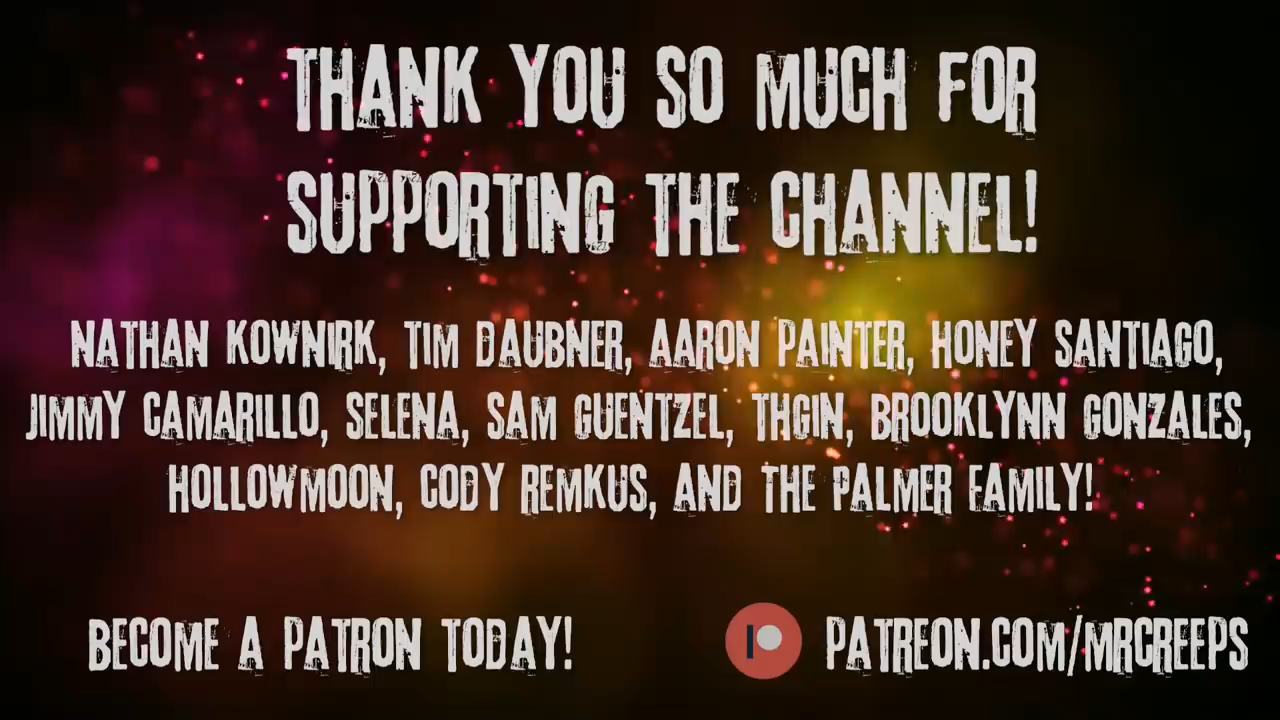 THANK YOU SO MUCH FOR
SUPPORTING THE CHANNEL!
NATHAN KOWNIRK, TIM DAUBNER, AARON PAINTER, HONEY SANTIAGO,
JIMMY CAMARILLO, SELENA, SAM GUENTZEL, THGIN, BROOKLYNN GONZALES,
HOLLOWMOON, CODY REMKUS, AND THE PALMER FAMILY!
BECOME A PATRON TODAY!
PATREON.COM/MRCREEPS